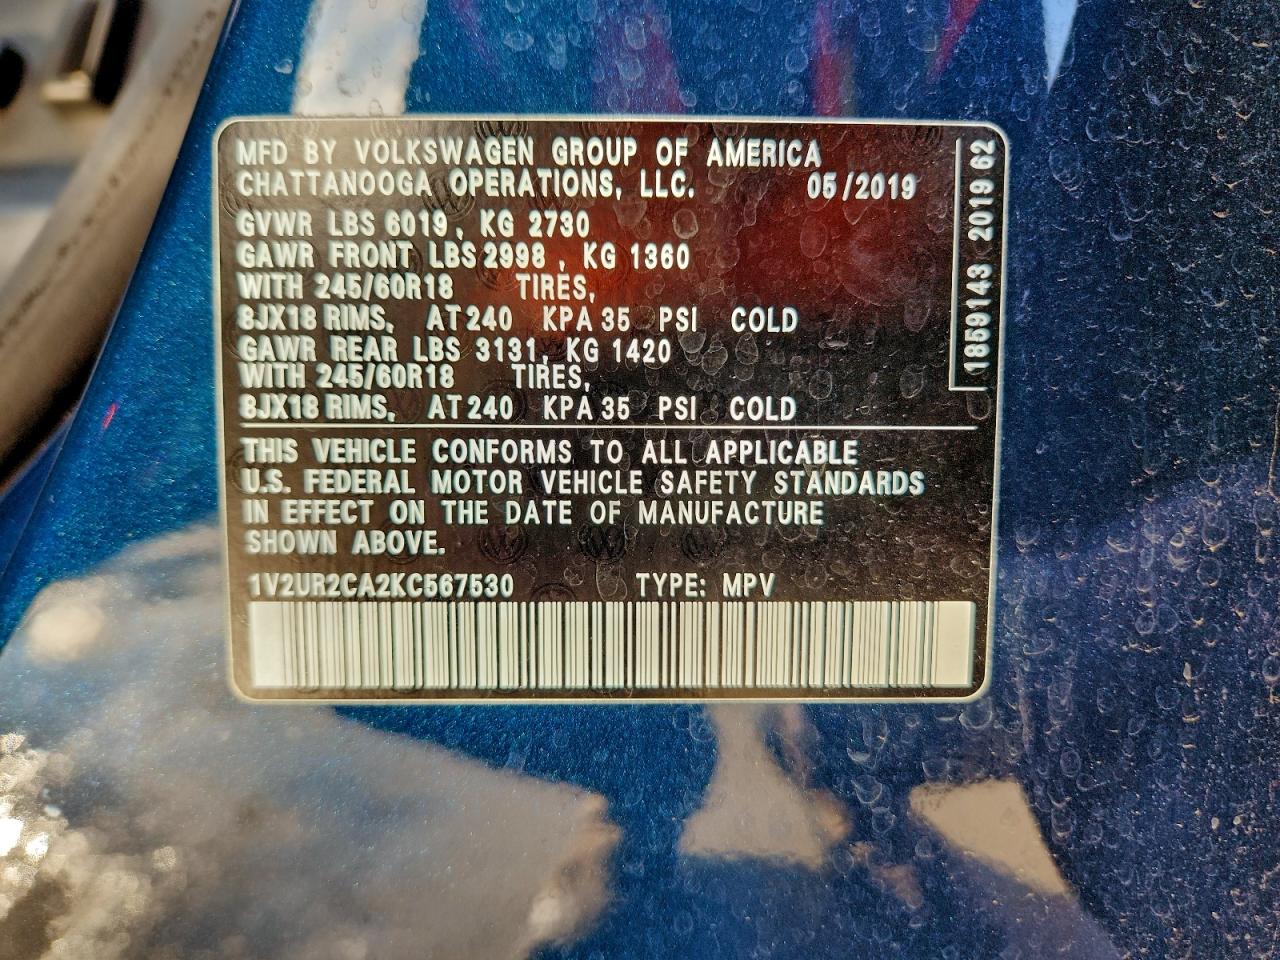 MFD BY VOLKSWAGEN GROUP OF AMERICA
CHATTANOOGA OPERATIONS, LLC. 05/2019
GVWR LBS 6019, KG 2730
GAWR FRONT LBS 2998, KG 1360
WITH 245/60R18 TIRES,
8JX18 RIMS, AT 240 KPA 35 PSI COLD
GAWR REAR LBS 3131, KG 1420
WITH 245/60R18 TIRES,
8JX18 RIMS, AT 240 KPA 35 PSI COLD
THIS VEHICLE CONFORMS TO ALL APPLICABLE
U.S. FEDERAL MOTOR VEHICLE SAFETY STANDARDS
IN EFFECT ON THE DATE OF MANUFACTURE
SHOWN ABOVE.
1V2UR2CA2KC567530 TYPE: MPV
1859143 2019 62